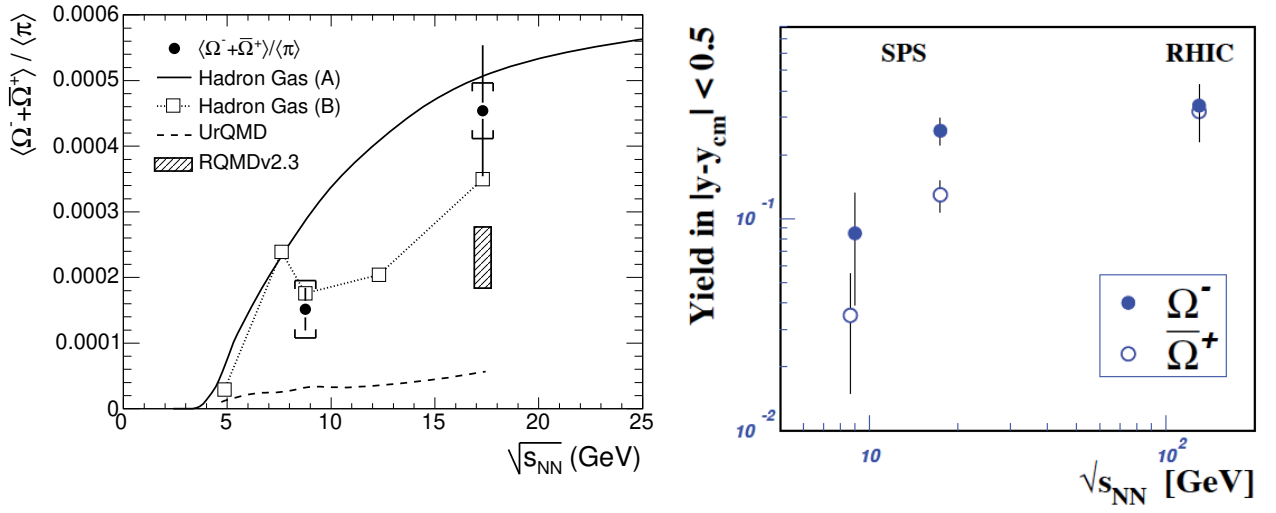 ⟨Ω⁻+Ω̅⁺⟩ / ⟨π⟩
0.0006
0.0005
0.0004
0.0003
0.0002
0.0001
0
⟨Ω⁻+Ω̅⁺⟩/⟨π⟩
Hadron Gas (A)
Hadron Gas (B)
UrQMD
RQMDv2.3
0 5 10 15 20 25
√s_NN (GeV)
Yield in |y-y_cm| < 0.5
SPS RHIC
10⁻¹
10⁻²
Ω⁻
Ω̅⁺
10 10²
√s_NN [GeV]